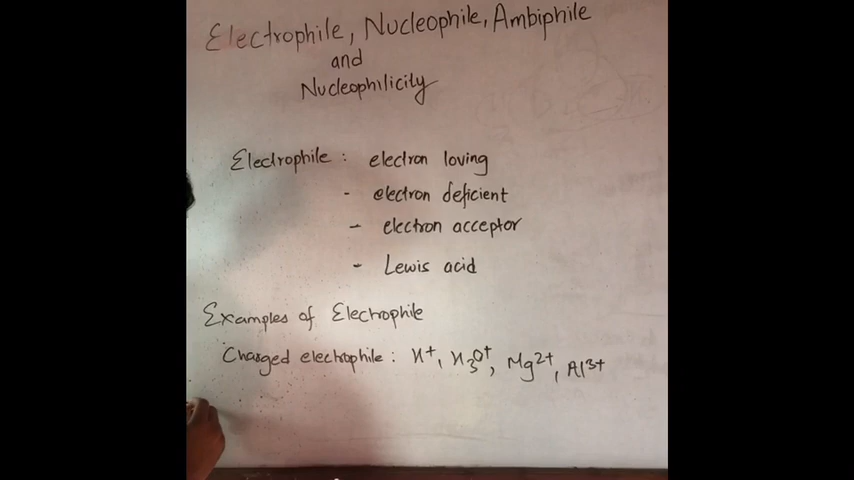 Electrophile, Nucleophile, Ambiphile
and
Nucleophilicity
Electrophile : electron loving
- electron deficient
- electron acceptor
- Lewis acid
Examples of Electrophile
Charged electrophile : H⁺, H₃O⁺, Mg²⁺, Al³⁺